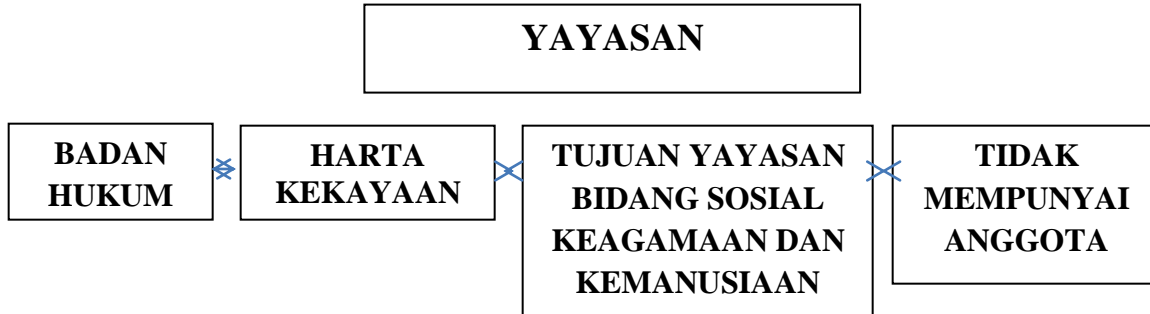 YAYASAN
BADAN
HUKUM
HARTA
KEKAYAAN
TUJUAN YAYASAN
BIDANG SOSIAL
KEAGAMAAN DAN
KEMANUSIAAN
TIDAK
MEMPUNYAI
ANGGOTA